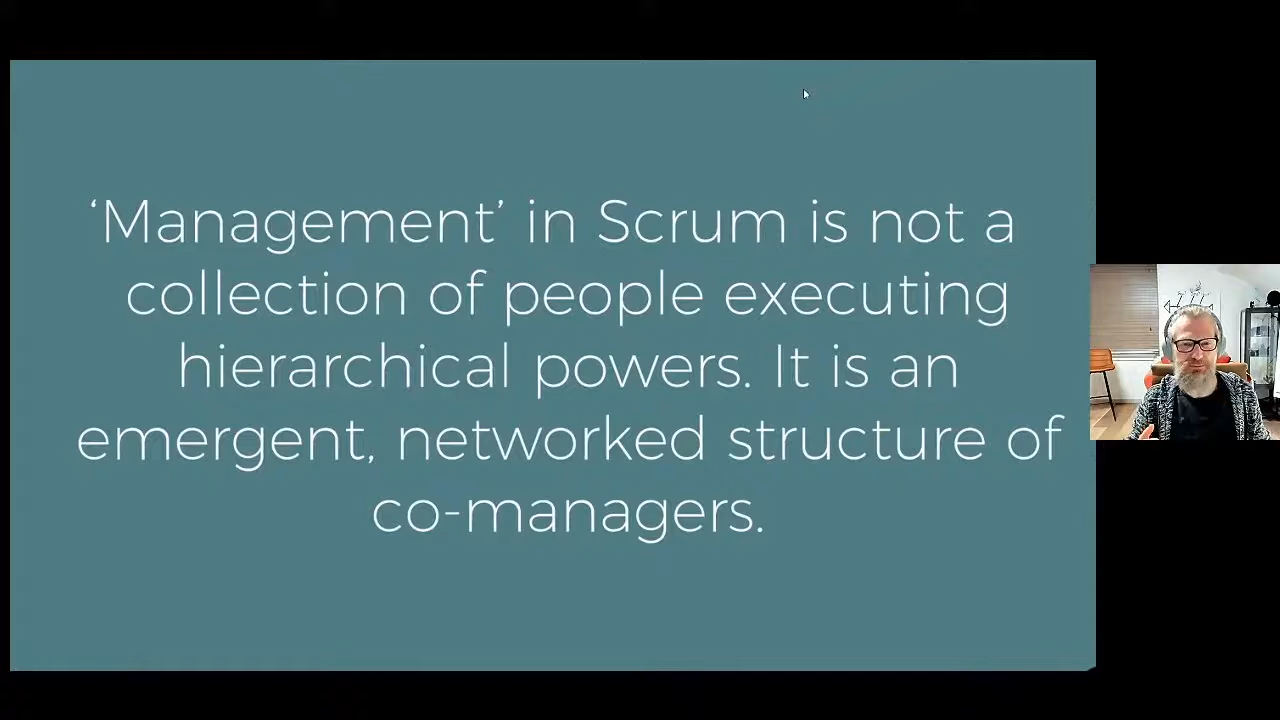 ‘Management’ in Scrum is not a
collection of people executing
hierarchical powers. It is an
emergent, networked structure of
co-managers.